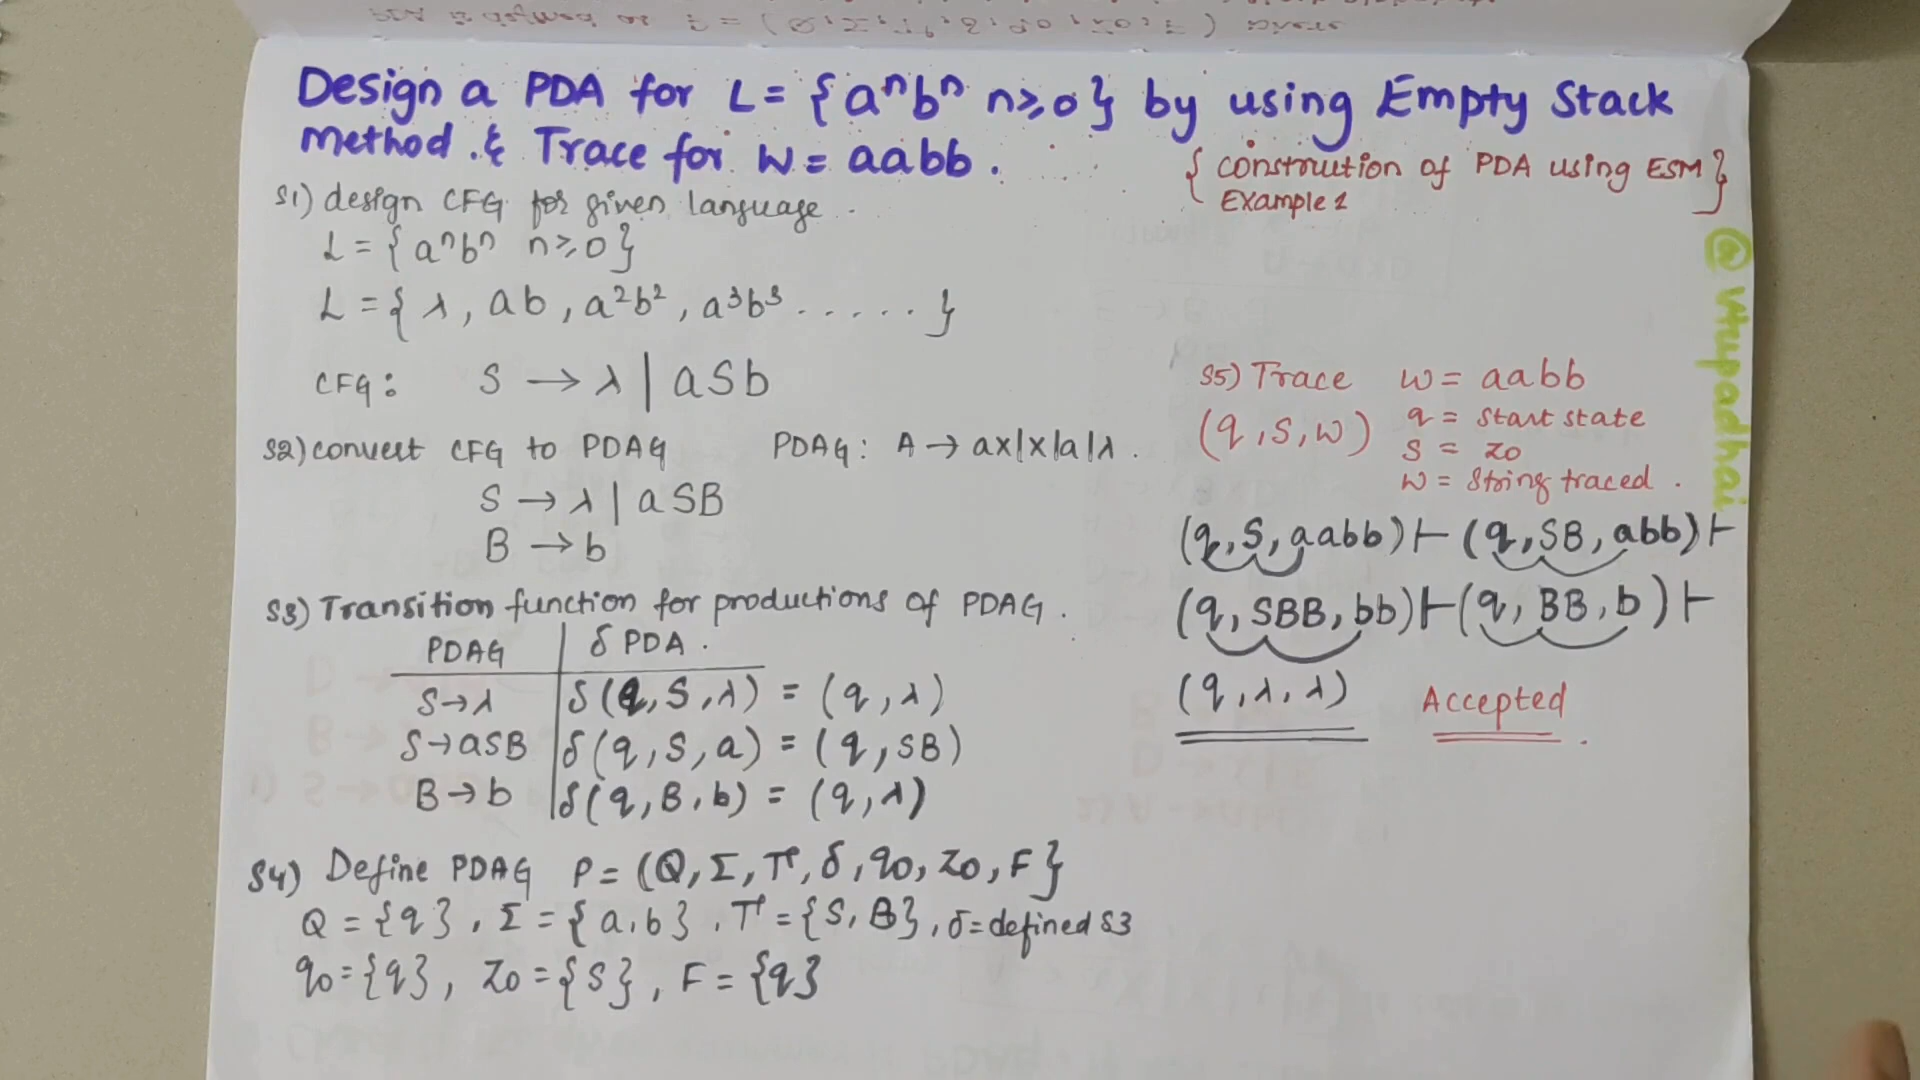 Design a PDA for L = { aⁿbⁿ n≥0 } by using Empty Stack
method . & Trace for W = aabb .
{ construction of PDA using ESM }
Example 1
S1) design CFG for given language .
L = { aⁿbⁿ n≥0 }
L = { λ, ab, a²b², a³b³ . . . . . . }
CFG : S → λ | aSb
S2) convert CFG to PDAG PDAG : A → ax|x|a|λ .
S → λ | aSB
B → b
S3) Transition function for productions of PDAG .
PDAG | δ PDA .
S→λ | δ(q, S, λ) = (q, λ)
S→aSB | δ(q, S, a) = (q, SB)
B→b | δ(q, B, b) = (q, λ)
S4) Define PDAG P = (Q, Σ, Γ, δ, q0, z0, F}
Q = {q}, Σ = {a, b}, Γ = {S, B}, δ = defined S3
q0 = {q}, z0 = {S}, F = {q}
S5) Trace w = aabb
(q, S, w) q = start state
S = z0
w = String traced .
(q, S, aabb) ⊢ (q, SB, abb) ⊢
(q, SBB, bb) ⊢ (q, BB, b) ⊢
(q, λ, λ) Accepted .
@ Vtupadhai